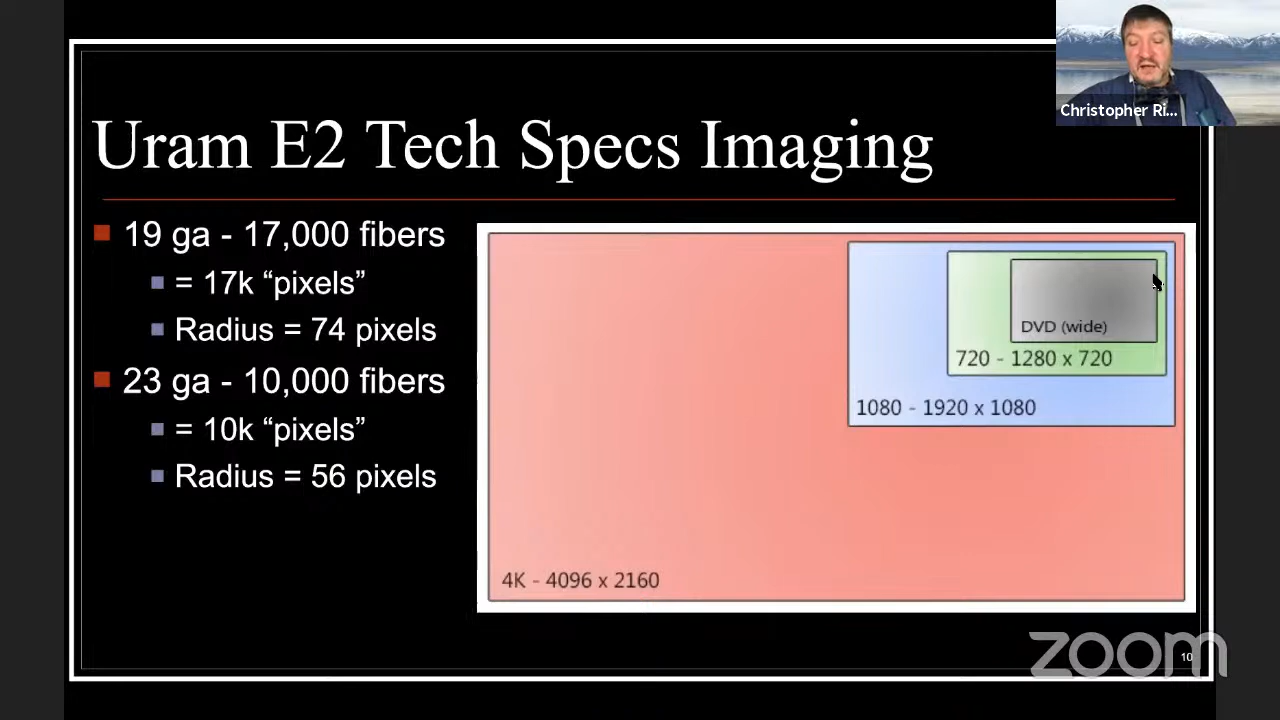 Christopher Ri...
Uram E2 Tech Specs Imaging
19 ga - 17,000 fibers
= 17k “pixels”
Radius = 74 pixels
23 ga - 10,000 fibers
= 10k “pixels”
Radius = 56 pixels
DVD (wide)
720 - 1280 x 720
1080 - 1920 x 1080
4K - 4096 x 2160
zoom
10